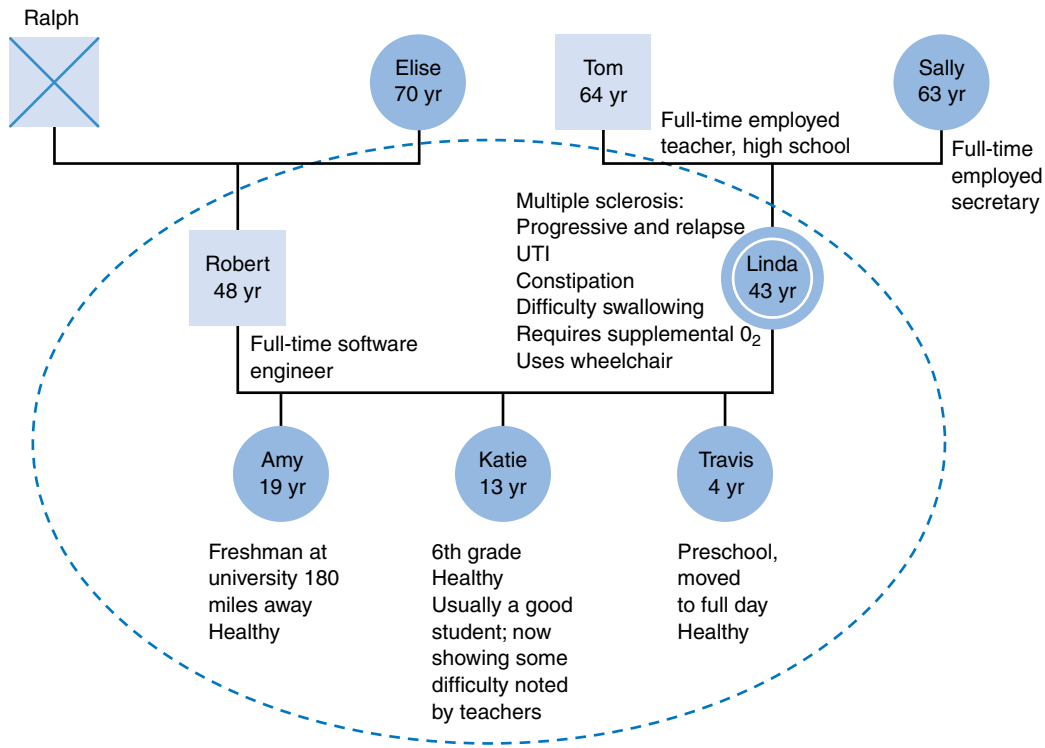 Ralph
Elise
70 yr
Tom
64 yr
Sally
63 yr
Full-time employed
teacher, high school
Full-time
employed
secretary
Robert
48 yr
Full-time software
engineer
Multiple sclerosis:
Progressive and relapse
UTI
Constipation
Difficulty swallowing
Requires supplemental 0₂
Uses wheelchair
Linda
43 yr
Amy
19 yr
Freshman at
university 180
miles away
Healthy
Katie
13 yr
6th grade
Healthy
Usually a good
student; now
showing some
difficulty noted
by teachers
Travis
4 yr
Preschool,
moved
to full day
Healthy